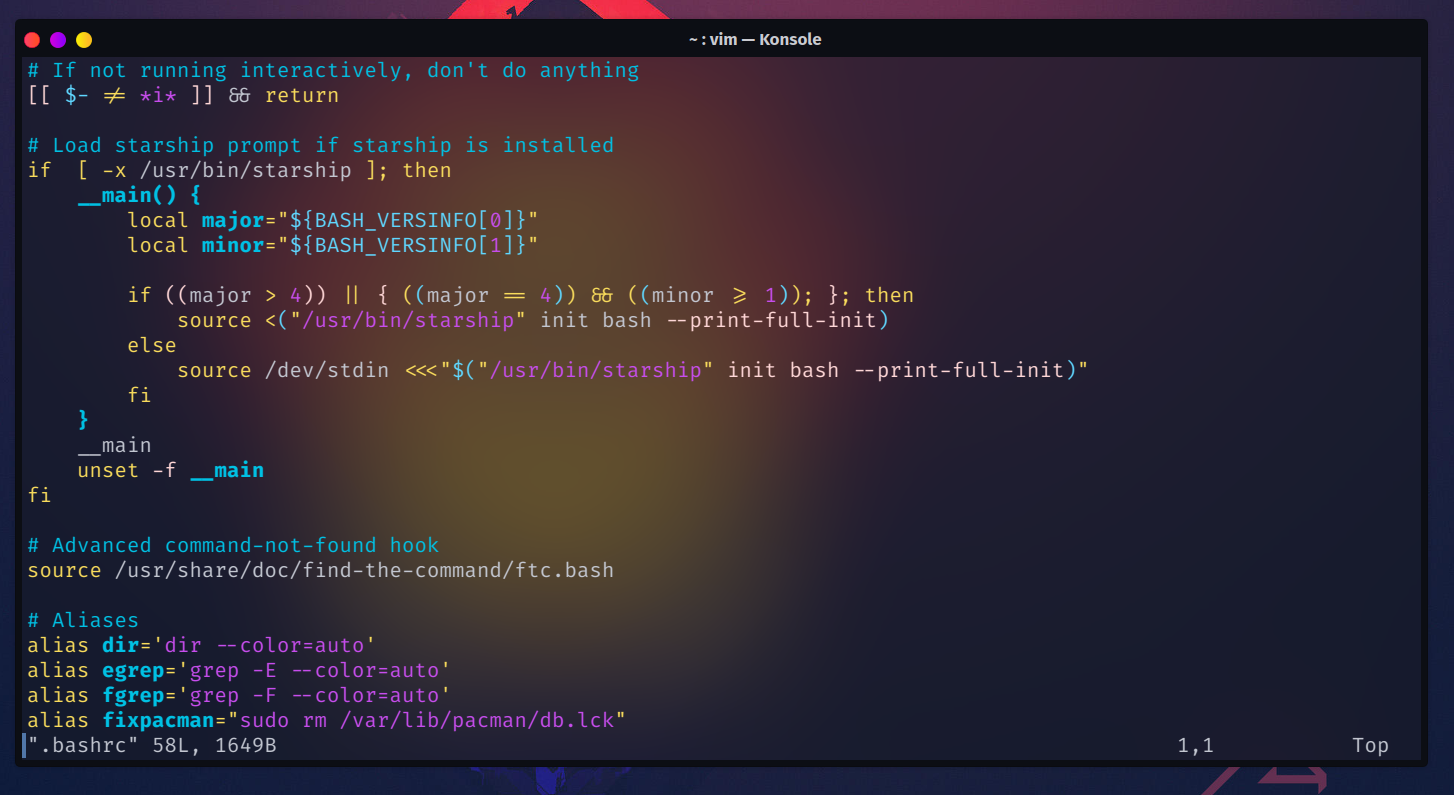 ~ : vim — Konsole
# If not running interactively, don't do anything
[[ $- != *i* ]] && return

# Load starship prompt if starship is installed
if  [ -x /usr/bin/starship ]; then
    __main() {
        local major="${BASH_VERSINFO[0]}"
        local minor="${BASH_VERSINFO[1]}"

        if ((major > 4)) || { ((major == 4)) && ((minor >= 1)); }; then
            source <("/usr/bin/starship" init bash --print-full-init)
        else
            source /dev/stdin <<<"$("/usr/bin/starship" init bash --print-full-init)"
        fi
    }
    __main
    unset -f __main
fi

# Advanced command-not-found hook
source /usr/share/doc/find-the-command/ftc.bash

# Aliases
alias dir='dir --color=auto'
alias egrep='grep -E --color=auto'
alias fgrep='grep -F --color=auto'
alias fixpacman="sudo rm /var/lib/pacman/db.lck"
".bashrc" 58L, 1649B 1,1 Top